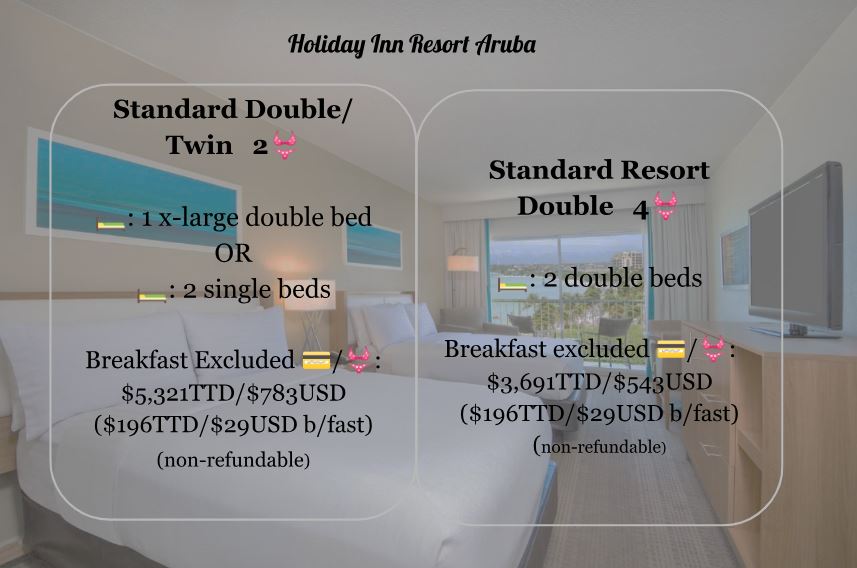 Holiday Inn Resort Aruba
Standard Double/
Twin 2👙
🛏️: 1 x-large double bed
OR
🛏️: 2 single beds
Breakfast Excluded 💳/👙:
$5,321TTD/$783USD
($196TTD/$29USD b/fast)
(non-refundable)
Standard Resort
Double 4👙
🛏️: 2 double beds
Breakfast excluded 💳/👙:
$3,691TTD/$543USD
($196TTD/$29USD b/fast)
(non-refundable)